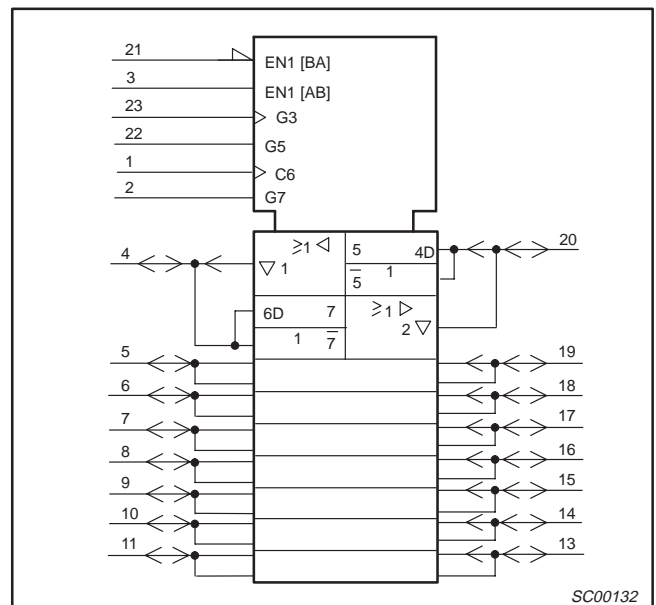 21 EN1 [BA]
3 EN1 [AB]
23 G3
22 G5
1 C6
2 G7
4 ▽ 1 ≥1 ◁ 5 4D 20
5̅ 1
6D 7 ≥1 ▷
1 7̅ 2 ▽
5 19
6 18
7 17
8 16
9 15
10 14
11 13
SC00132